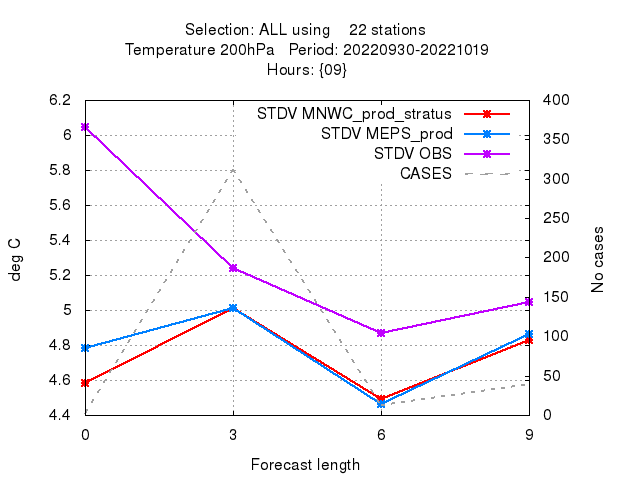 Selection: ALL using    22 stations
Temperature 200hPa   Period: 20220930-20221019
Hours: {09}
STDV MNWC_prod_stratus
STDV MEPS_prod
STDV OBS
CASES
6.2
6
5.8
5.6
5.4
5.2
5
4.8
4.6
4.4
deg C
400
350
300
250
200
150
100
50
0
No cases
0 3 6 9
Forecast length